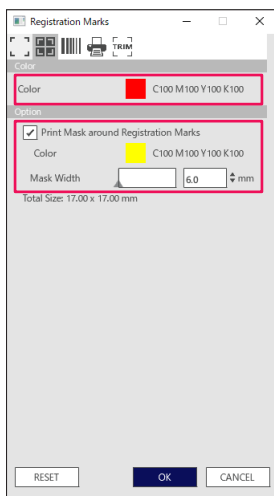 Registration Marks
TRIM
Color
Color C100 M100 Y100 K100
Option
Print Mask around Registration Marks
Color C100 M100 Y100 K100
Mask Width 6.0 mm
Total Size: 17.00 x 17.00 mm
RESET OK CANCEL